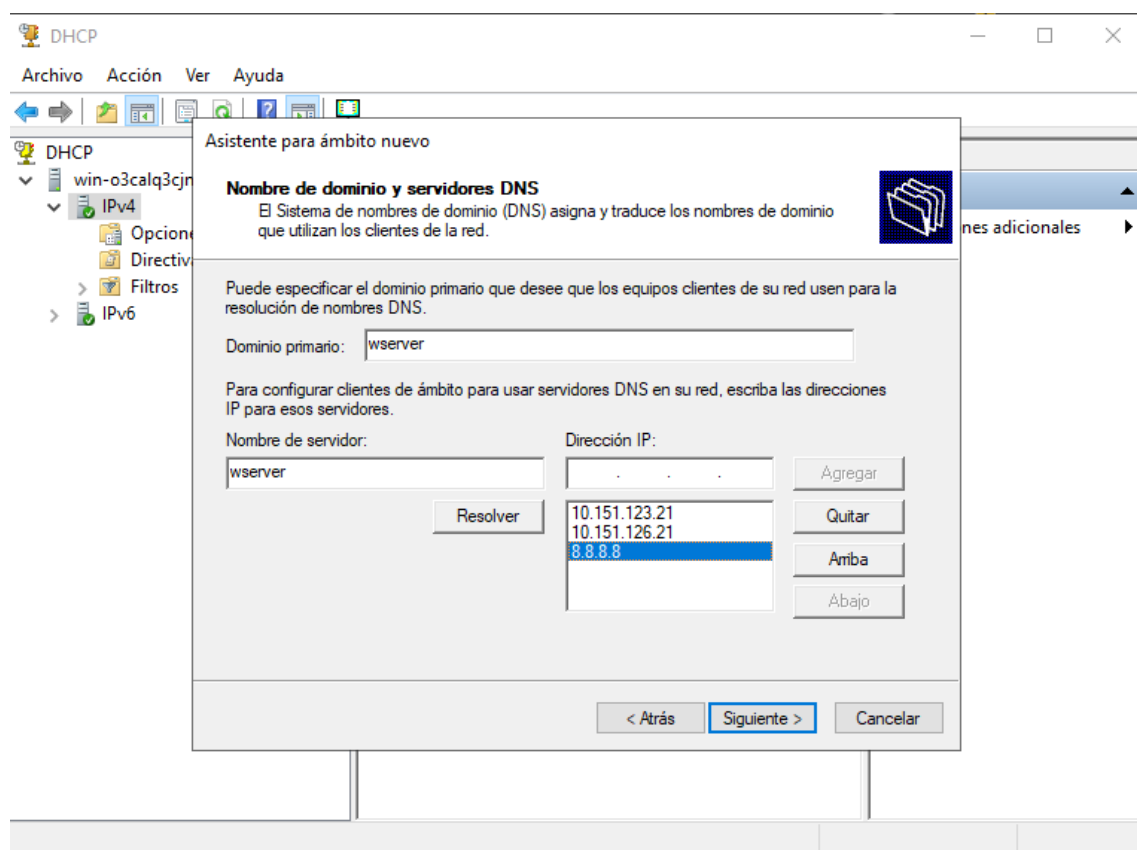 DHCP
Archivo Acción Ver Ayuda
DHCP
win-o3calq3cjn
IPv4
Opcione
Directiv
Filtros
IPv6
Asistente para ámbito nuevo
Nombre de dominio y servidores DNS
El Sistema de nombres de dominio (DNS) asigna y traduce los nombres de dominio
que utilizan los clientes de la red.
Puede especificar el dominio primario que desee que los equipos clientes de su red usen para la
resolución de nombres DNS.
Dominio primario: wserver
Para configurar clientes de ámbito para usar servidores DNS en su red, escriba las direcciones
IP para esos servidores.
Nombre de servidor: Dirección IP:
wserver . . . Agregar
Resolver 10.151.123.21 Quitar
10.151.126.21
8.8.8.8 Arriba
Abajo
< Atrás Siguiente > Cancelar
nes adicionales